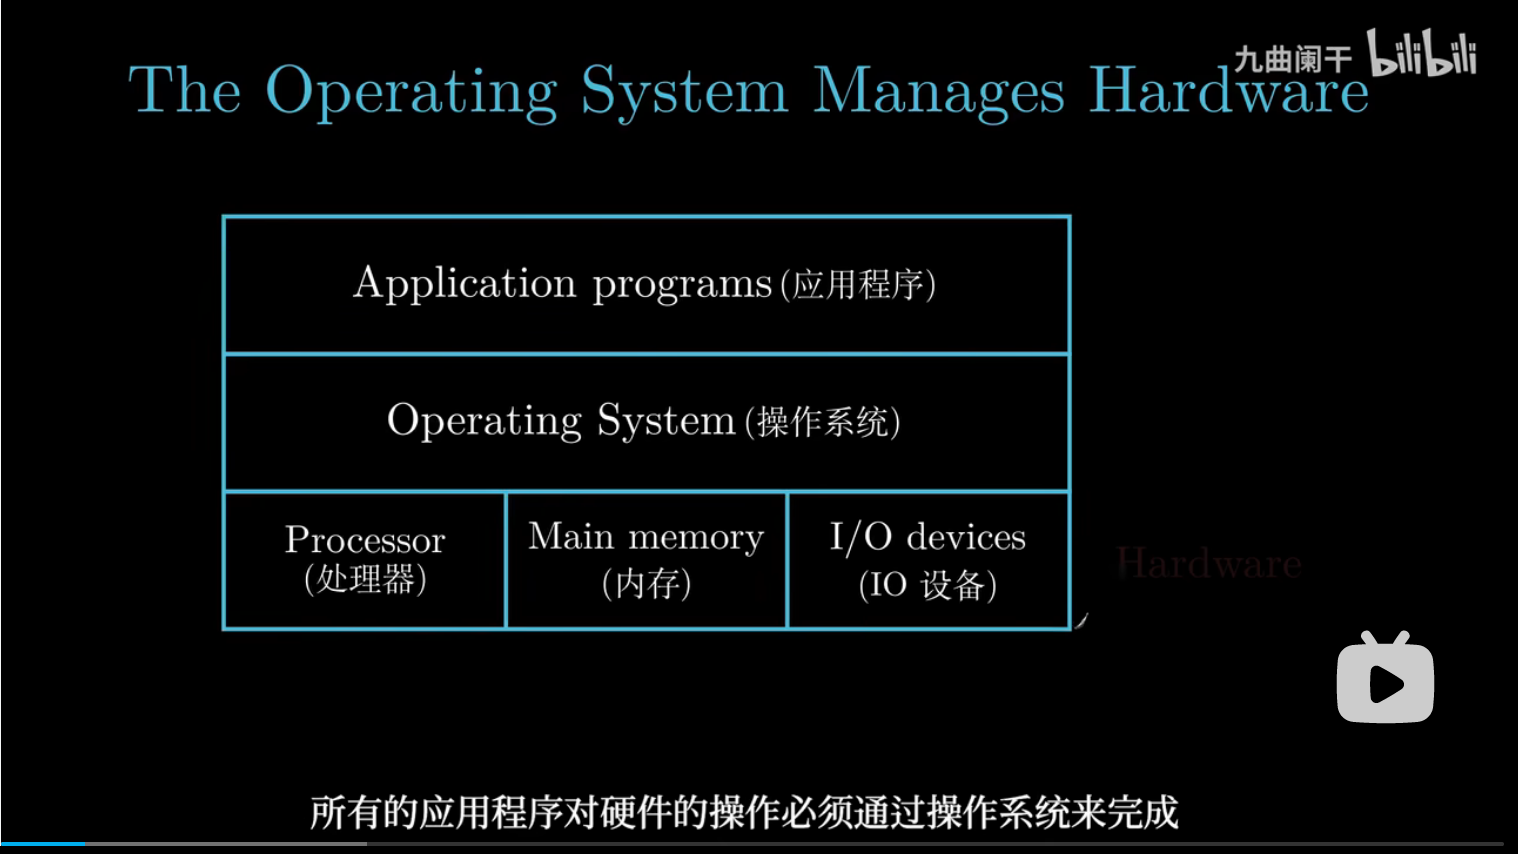 九曲阑干 bilibili
The Operating System Manages Hardware
Application programs (应用程序)
Operating System (操作系统)
Processor
(处理器)
Main memory
(内存)
I/O devices
(IO 设备)
Hardware
所有的应用程序对硬件的操作必须通过操作系统来完成